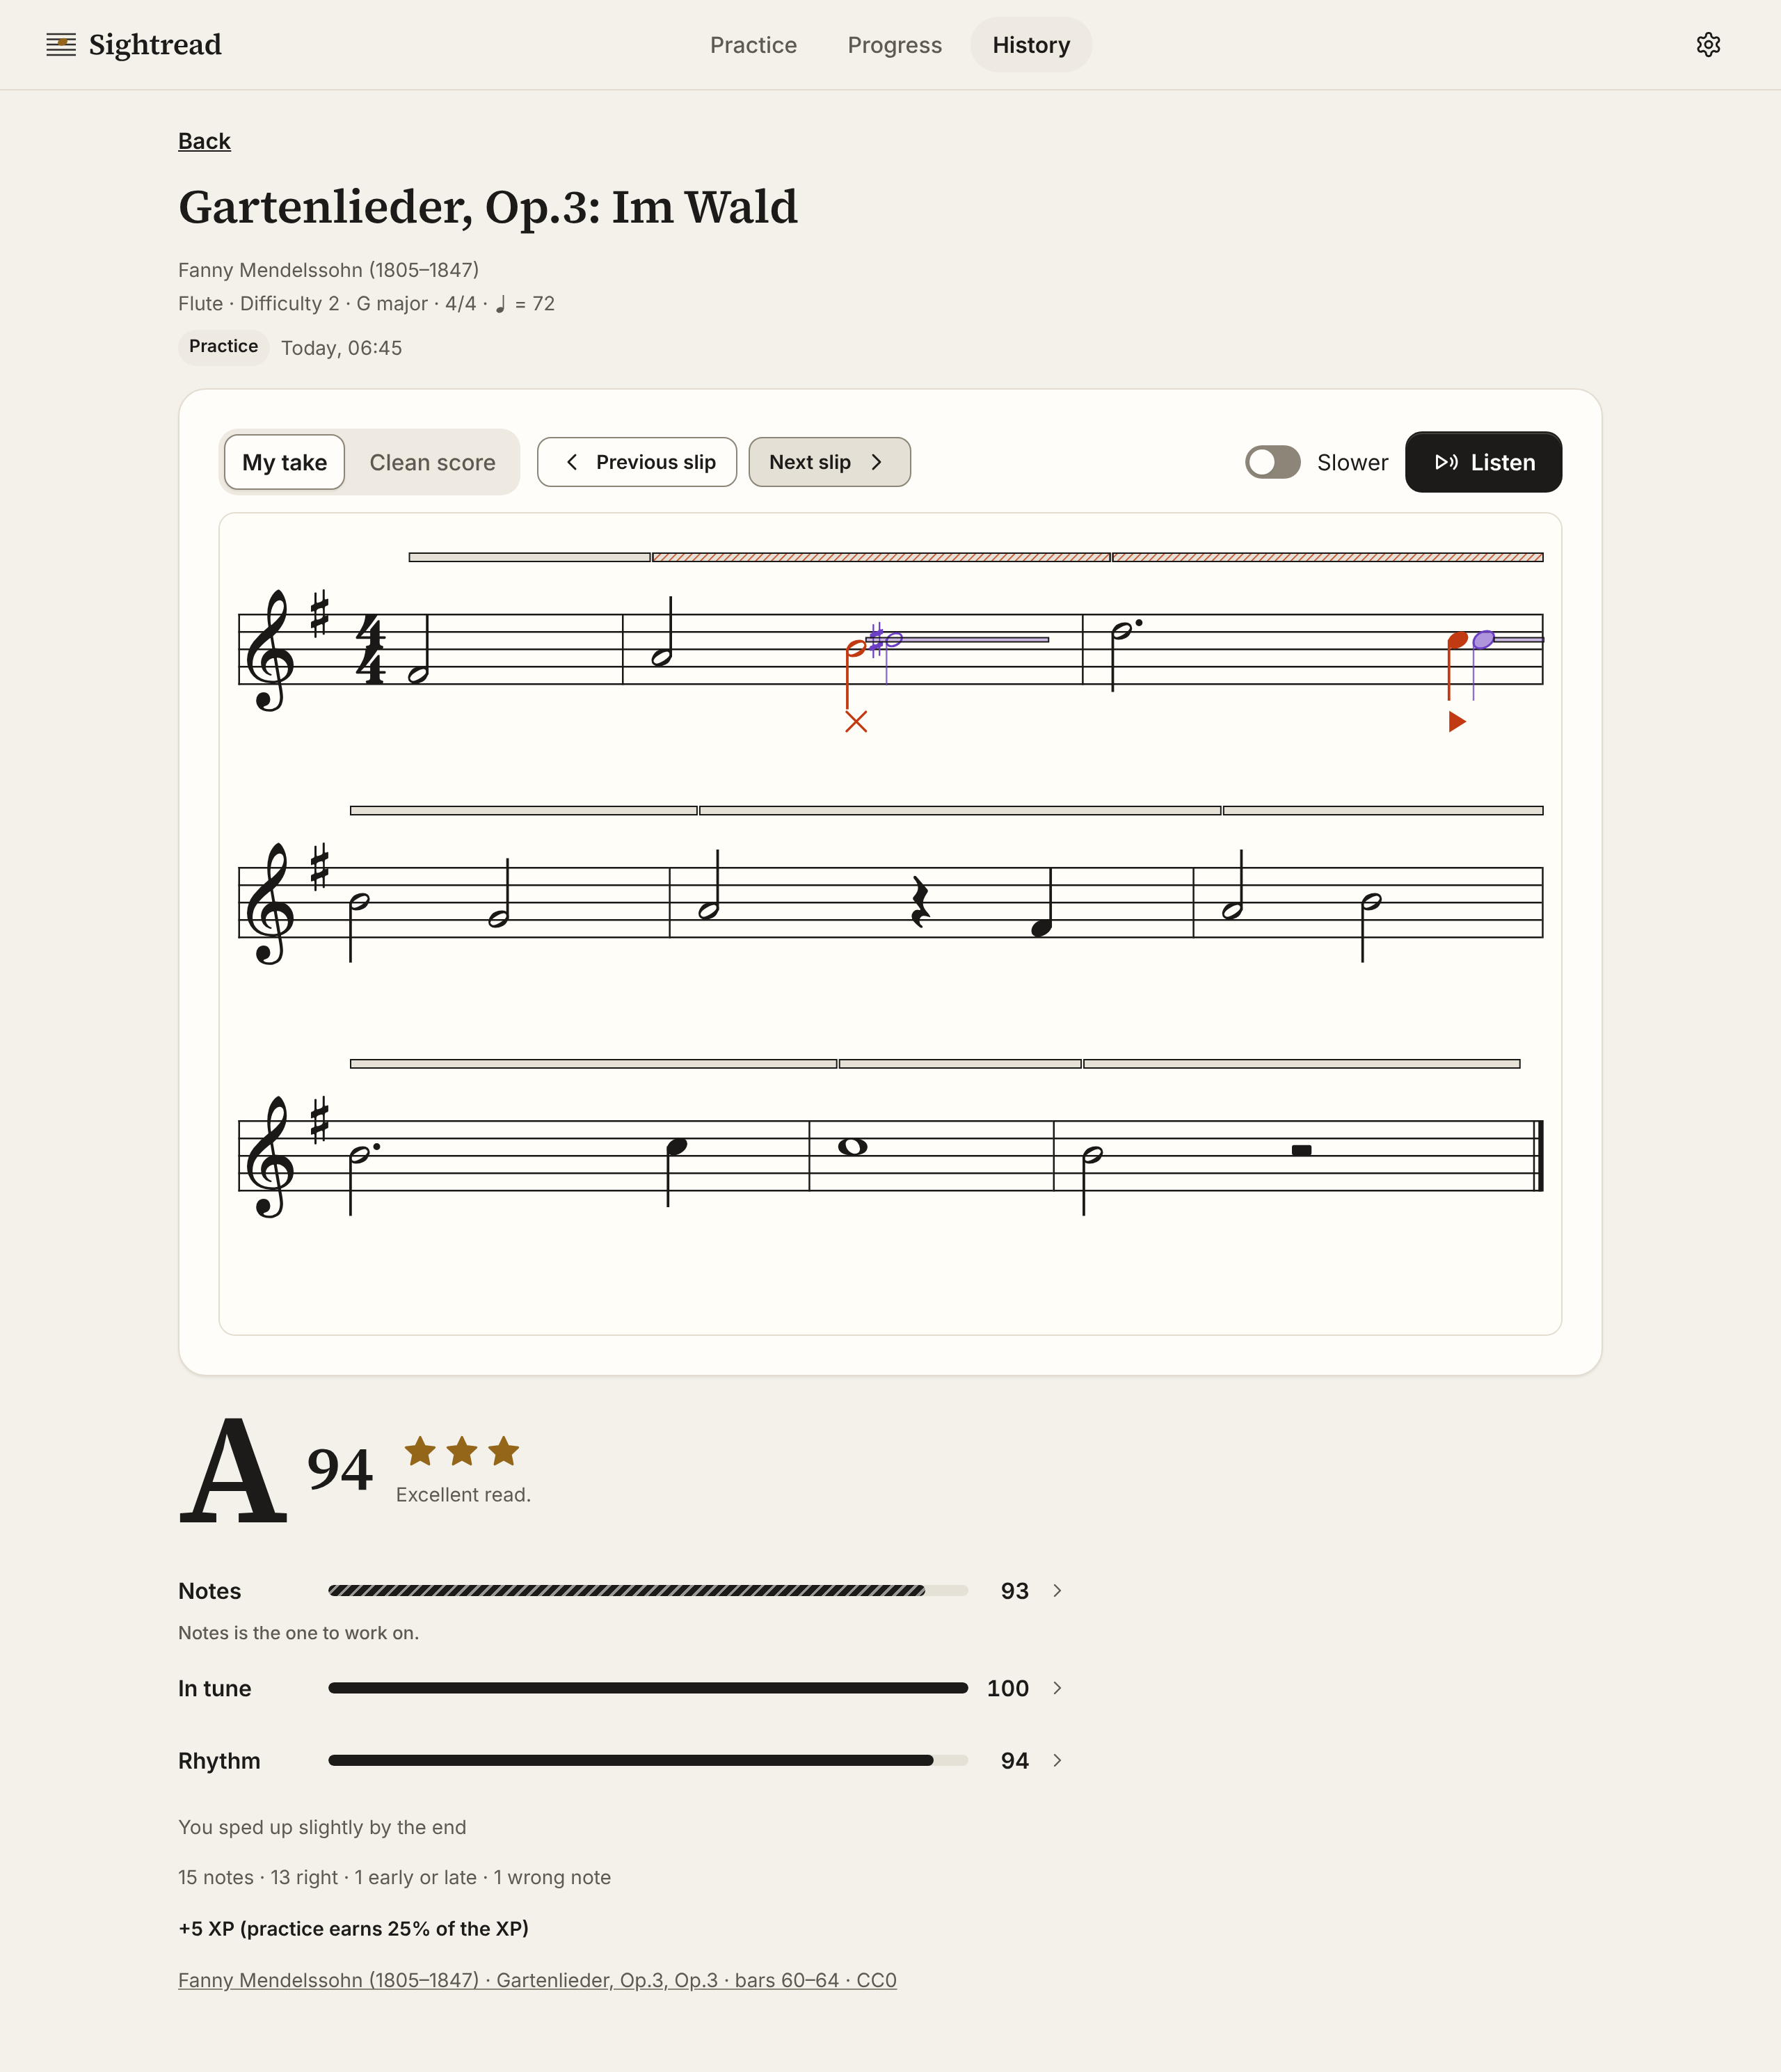 Sightread
Practice
Progress
History
Back
Gartenlieder, Op.3: Im Wald
Fanny Mendelssohn (1805–1847)
Flute · Difficulty 2 · G major · 4/4 · ♩ = 72
Practice Today, 06:45
My take
Clean score
Previous slip
Next slip
Slower
Listen
4
4
A 94
Excellent read.
Notes 93
Notes is the one to work on.
In tune 100
Rhythm 94
You sped up slightly by the end
15 notes · 13 right · 1 early or late · 1 wrong note
+5 XP (practice earns 25% of the XP)
Fanny Mendelssohn (1805–1847) · Gartenlieder, Op.3, Op.3 · bars 60–64 · CC0